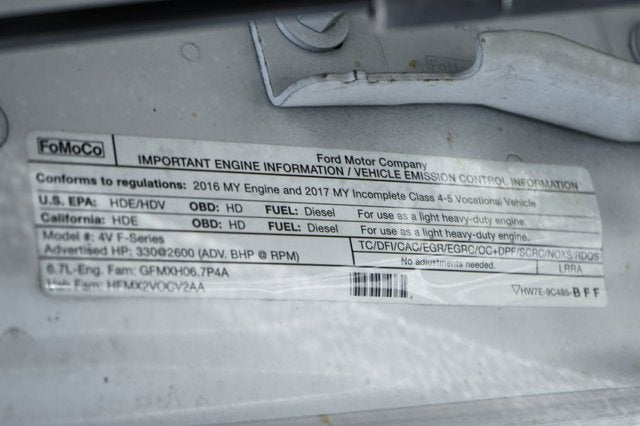 FoMoCo
Ford Motor Company
IMPORTANT ENGINE INFORMATION / VEHICLE EMISSION CONTROL INFORMATION
Conforms to regulations: 2016 MY Engine and 2017 MY Incomplete Class 4-5 Vocational Vehicle
U.S. EPA: HDE/HDV OBD: HD FUEL: Diesel For use as a light heavy-duty engine.
California: HDE OBD: HD FUEL: Diesel For use as a light heavy-duty engine.
Model #: 4V F-Series
Advertised HP: 330@2600 (ADV. BHP @ RPM)
TC/DFI/CAC/EGR/EGRC/OC+DPF/SCRC/NOXS/RDQS
No adjustments needed. LRRA
6.7L-Eng. Fam: GFMXH06.7P4A
Fam: HFMX2VOCV2AA
HW7E-9C485-BFF